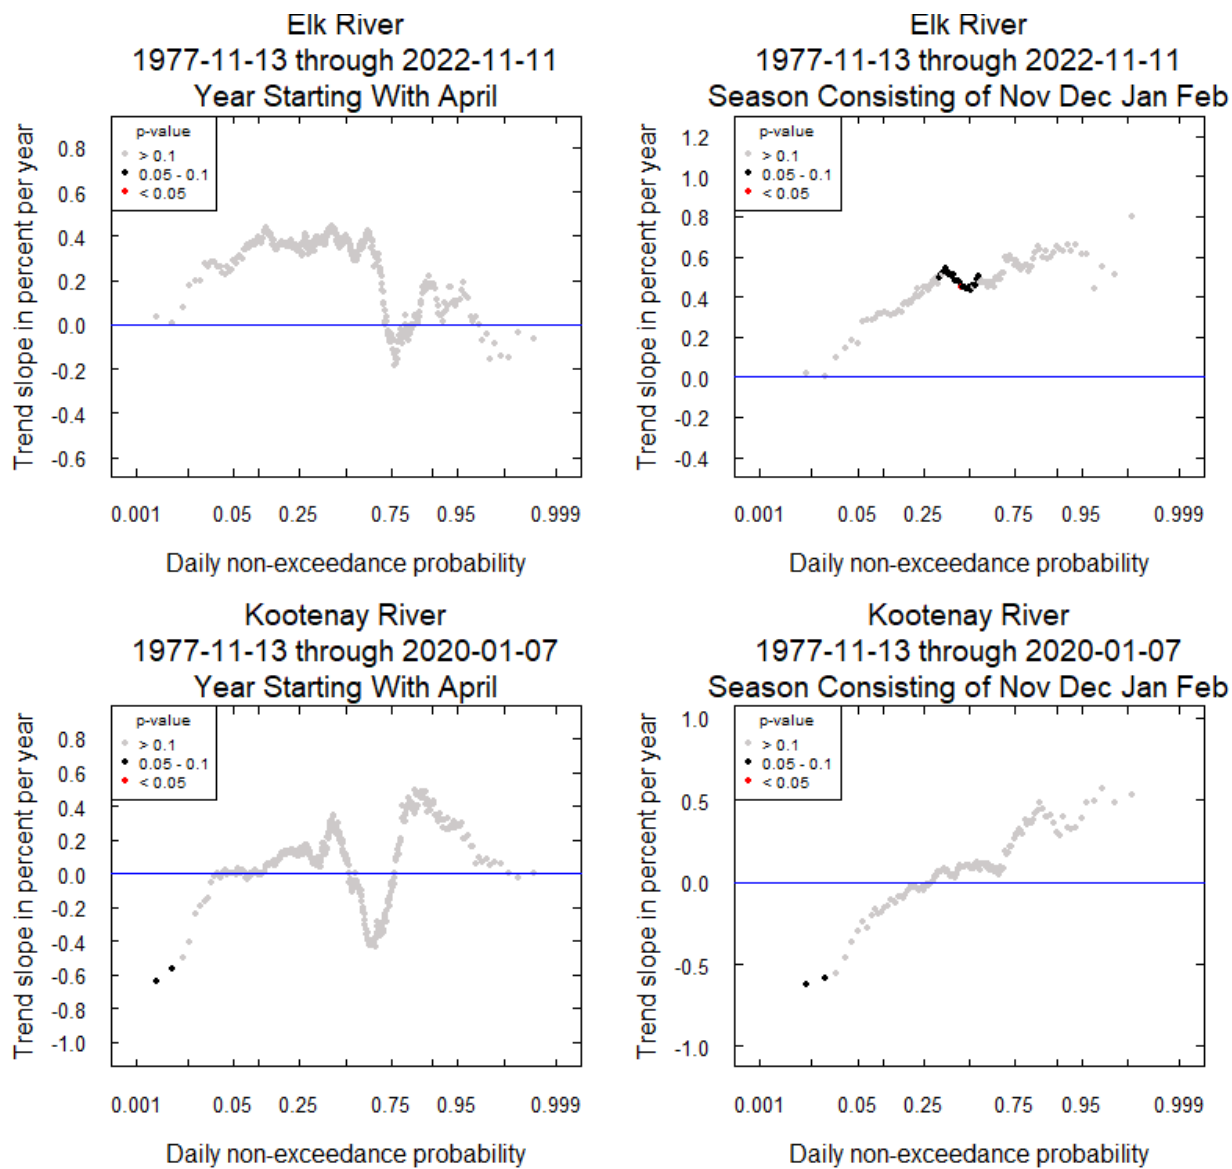 Elk River
1977-11-13 through 2022-11-11
Year Starting With April
p-value
> 0.1
0.05 - 0.1
< 0.05
Trend slope in percent per year
0.8
0.6
0.4
0.2
0.0
-0.2
-0.4
-0.6
0.001 0.05 0.25 0.75 0.95 0.999
Daily non-exceedance probability
Elk River
1977-11-13 through 2022-11-11
Season Consisting of Nov Dec Jan Feb
p-value
> 0.1
0.05 - 0.1
< 0.05
Trend slope in percent per year
1.2
1.0
0.8
0.6
0.4
0.2
0.0
-0.2
-0.4
0.001 0.05 0.25 0.75 0.95 0.999
Daily non-exceedance probability
Kootenay River
1977-11-13 through 2020-01-07
Year Starting With April
p-value
> 0.1
0.05 - 0.1
< 0.05
Trend slope in percent per year
0.8
0.6
0.4
0.2
0.0
-0.2
-0.4
-0.6
-0.8
-1.0
0.001 0.05 0.25 0.75 0.95 0.999
Daily non-exceedance probability
Kootenay River
1977-11-13 through 2020-01-07
Season Consisting of Nov Dec Jan Feb
p-value
> 0.1
0.05 - 0.1
< 0.05
Trend slope in percent per year
1.0
0.5
0.0
-0.5
-1.0
0.001 0.05 0.25 0.75 0.95 0.999
Daily non-exceedance probability